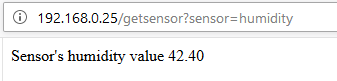 192.168.0.25/getsensor?sensor=humidity
Sensor's humidity value 42.40